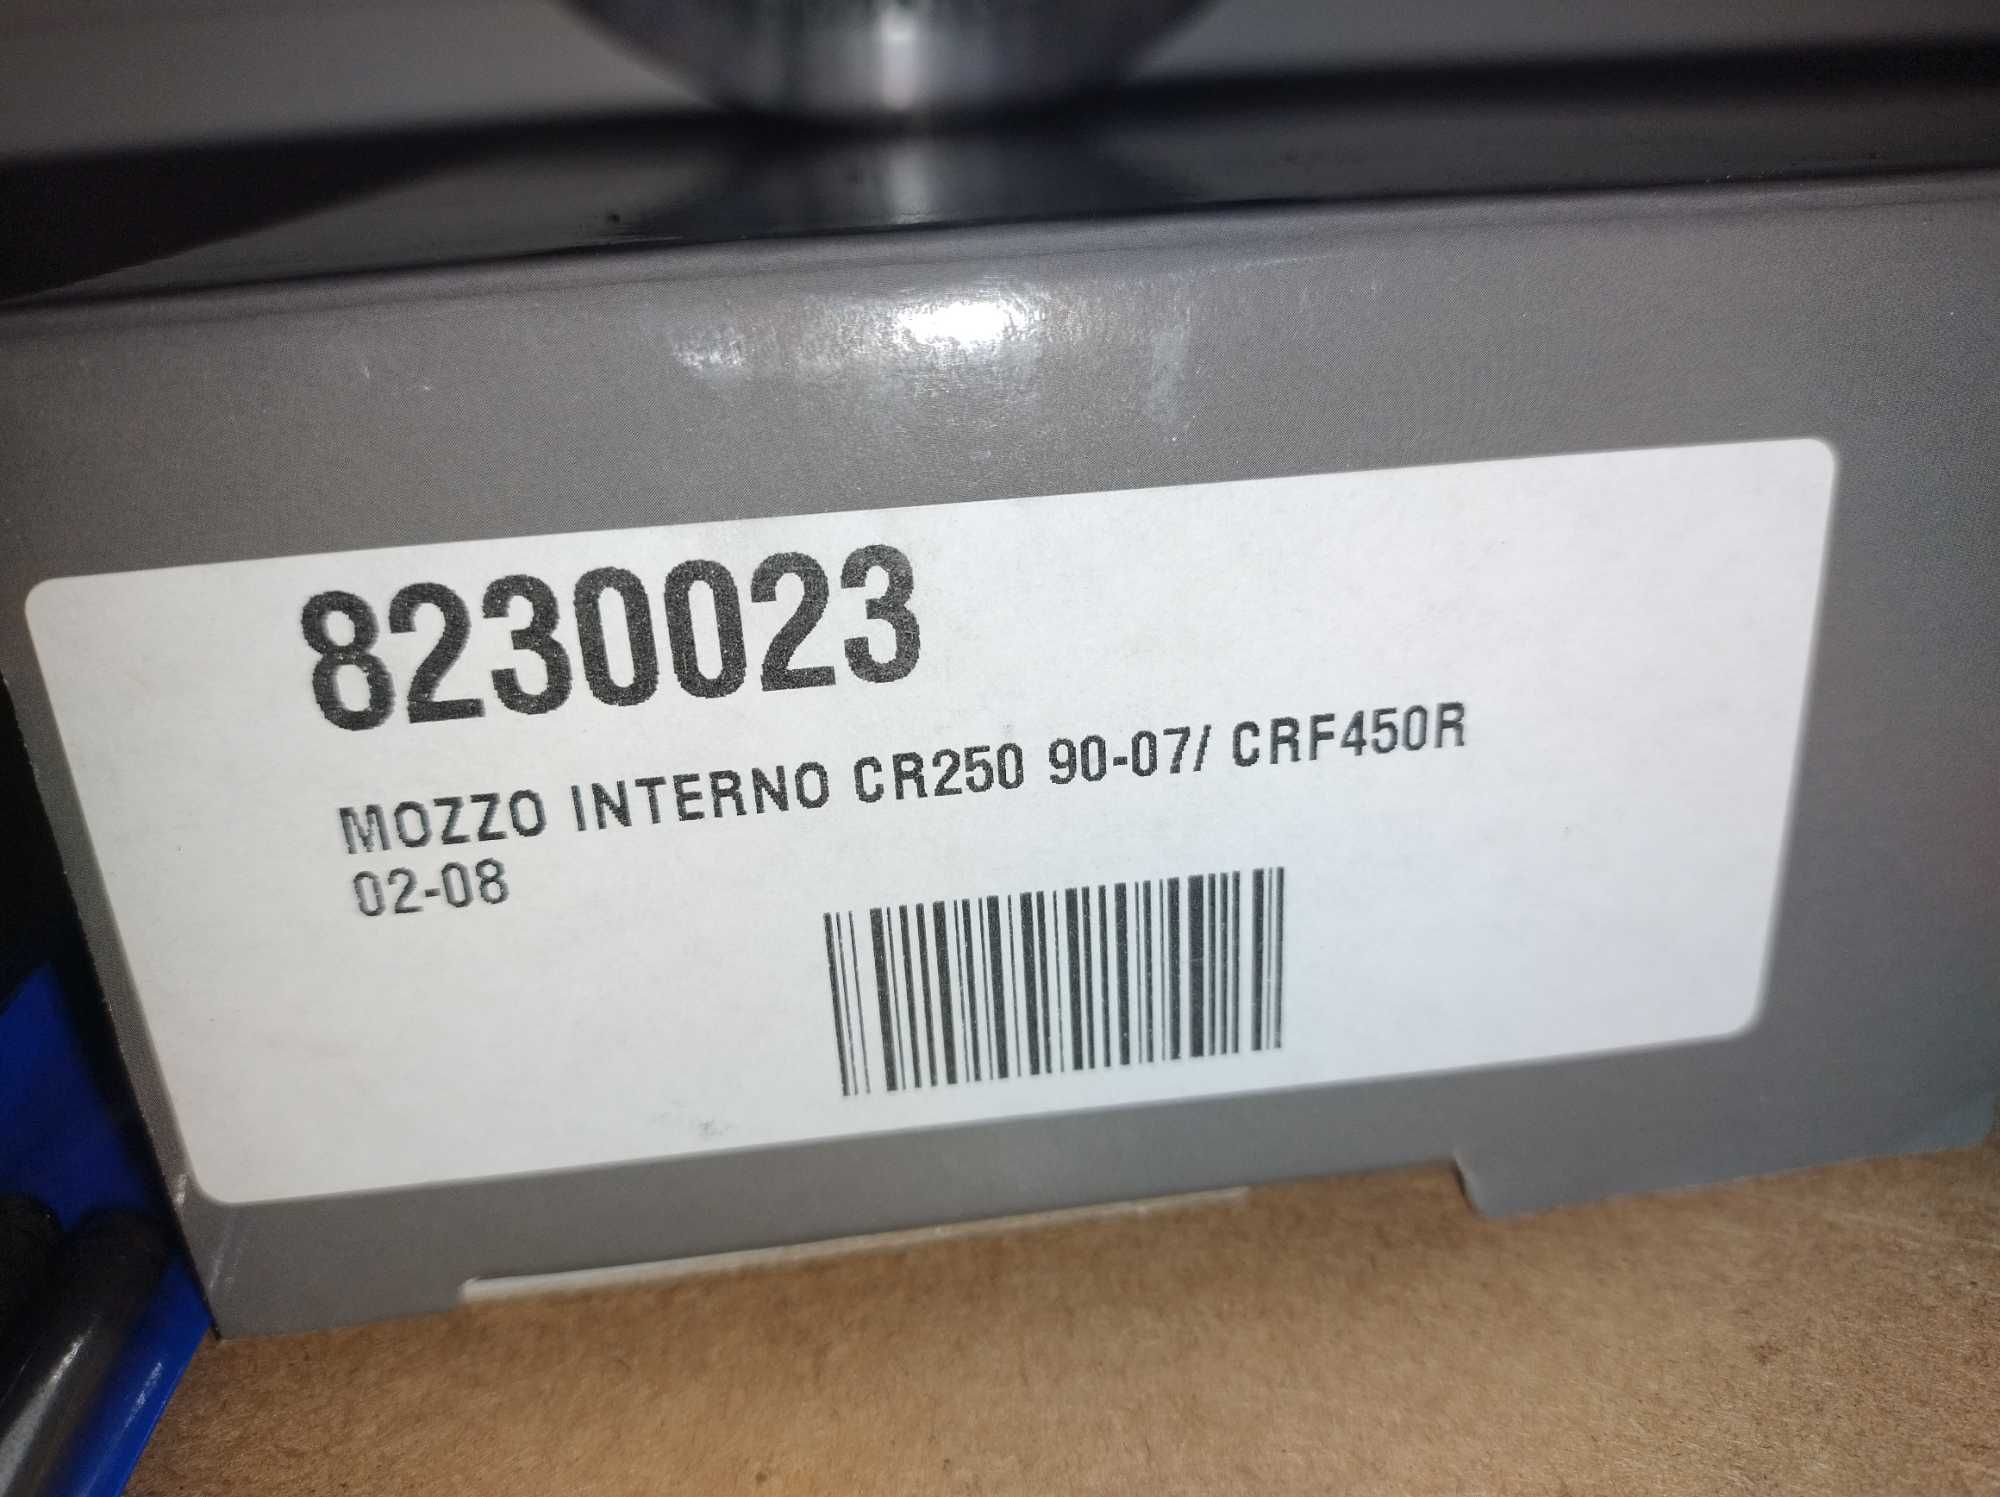 8230023
MOZZO INTERNO CR250 90-07/ CRF450R
02-08